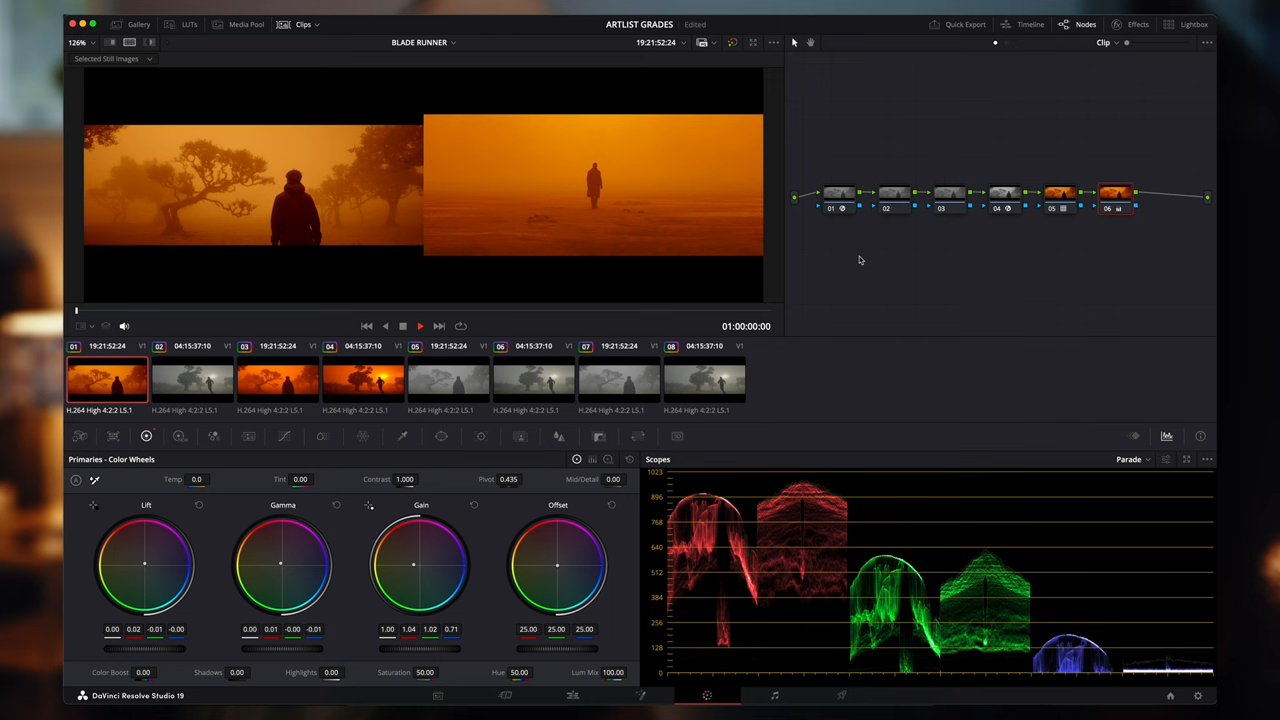 Gallery LUTs Media Pool Clips ARTLIST GRADES Edited Quick Export Timeline Nodes Effects Lightbox
126% BLADE RUNNER 19:21:52:24 Clip
Selected Still Images
01 02 03 04 05 06
01:00:00:00
01 19:21:52:24 V1 02 04:15:37:10 V1 03 19:21:52:24 V1 04 04:15:37:10 V1 05 19:21:52:24 V1 06 04:15:37:10 V1 07 19:21:52:24 V1 08 04:15:37:10 V1
H.264 High 4:2:2 L5.1 H.264 High 4:2:2 L5.1 H.264 High 4:2:2 L5.1 H.264 High 4:2:2 L5.1 H.264 High 4:2:2 L5.1 H.264 High 4:2:2 L5.1 H.264 High 4:2:2 L5.1 H.264 High 4:2:2 L5.1
Primaries - Color Wheels
Temp 0.0 Tint 0.00 Contrast 1.000 Pivot 0.435 Mid/Detail 0.00
Lift Gamma Gain Offset
0.00 0.02 -0.01 -0.00 0.00 0.01 -0.00 -0.01 1.00 1.04 1.02 0.71 25.00 25.00 25.00
Color Boost 0.00 Shadows 0.00 Highlights 0.00 Saturation 50.00 Hue 50.00 Lum Mix 100.00
Scopes Parade
1023
896
768
640
512
384
256
128
0
DaVinci Resolve Studio 19